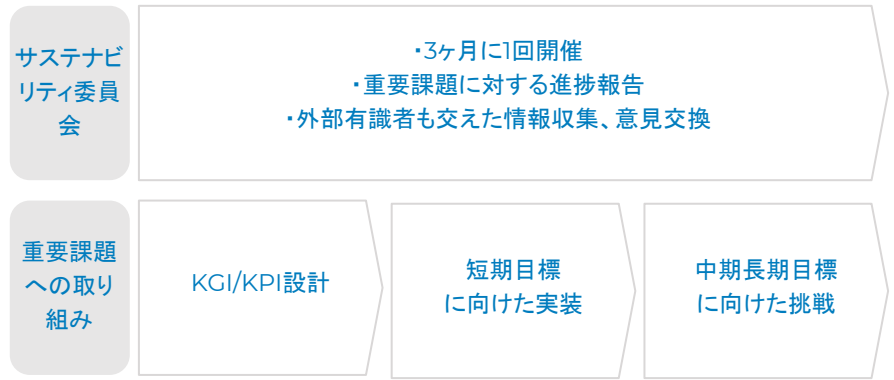 サステナビ
リティ委員
会
・3ヶ月に1回開催
・重要課題に対する進捗報告
・外部有識者も交えた情報収集、意見交換
重要課題
への取り
組み
KGI/KPI設計
短期目標
に向けた実装
中期長期目標
に向けた挑戦